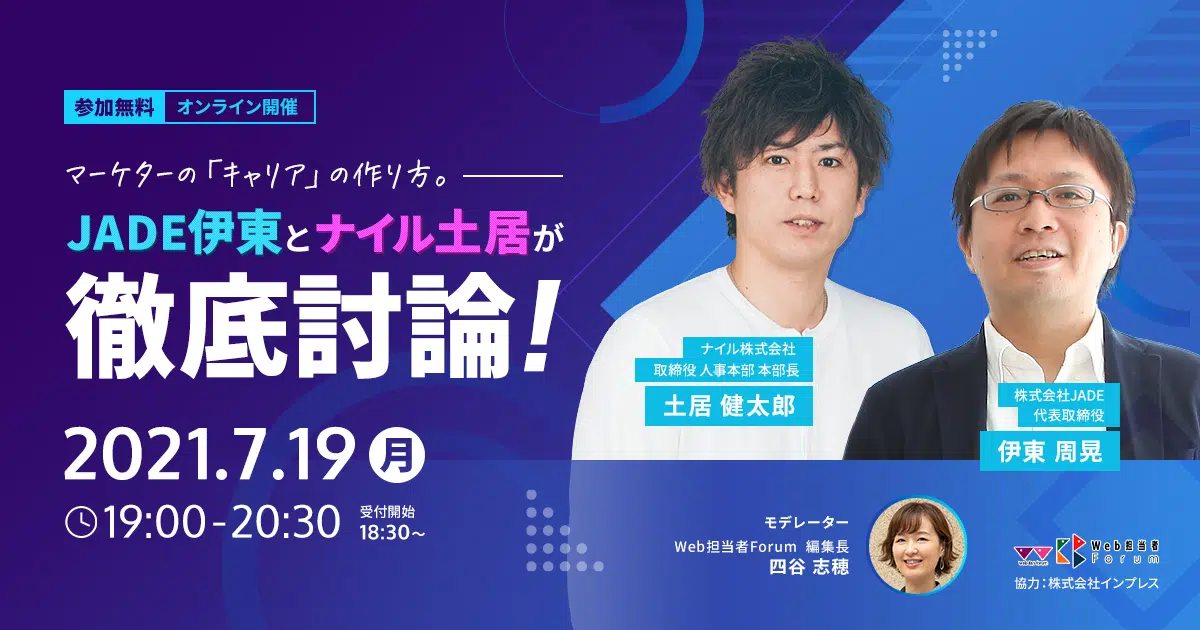 参加無料 オンライン開催
マーケターの「キャリア」の作り方。
JADE伊東とナイル土居が
徹底討論!
2021.7.19 月
19:00-20:30
受付開始
18:30～
ナイル株式会社
取締役 人事本部 本部長
土居 健太郎
株式会社JADE
代表取締役
伊東 周晃
モデレーター
Web担当者Forum 編集長
四谷 志穂
Web担当者
Forum
協力：株式会社インプレス